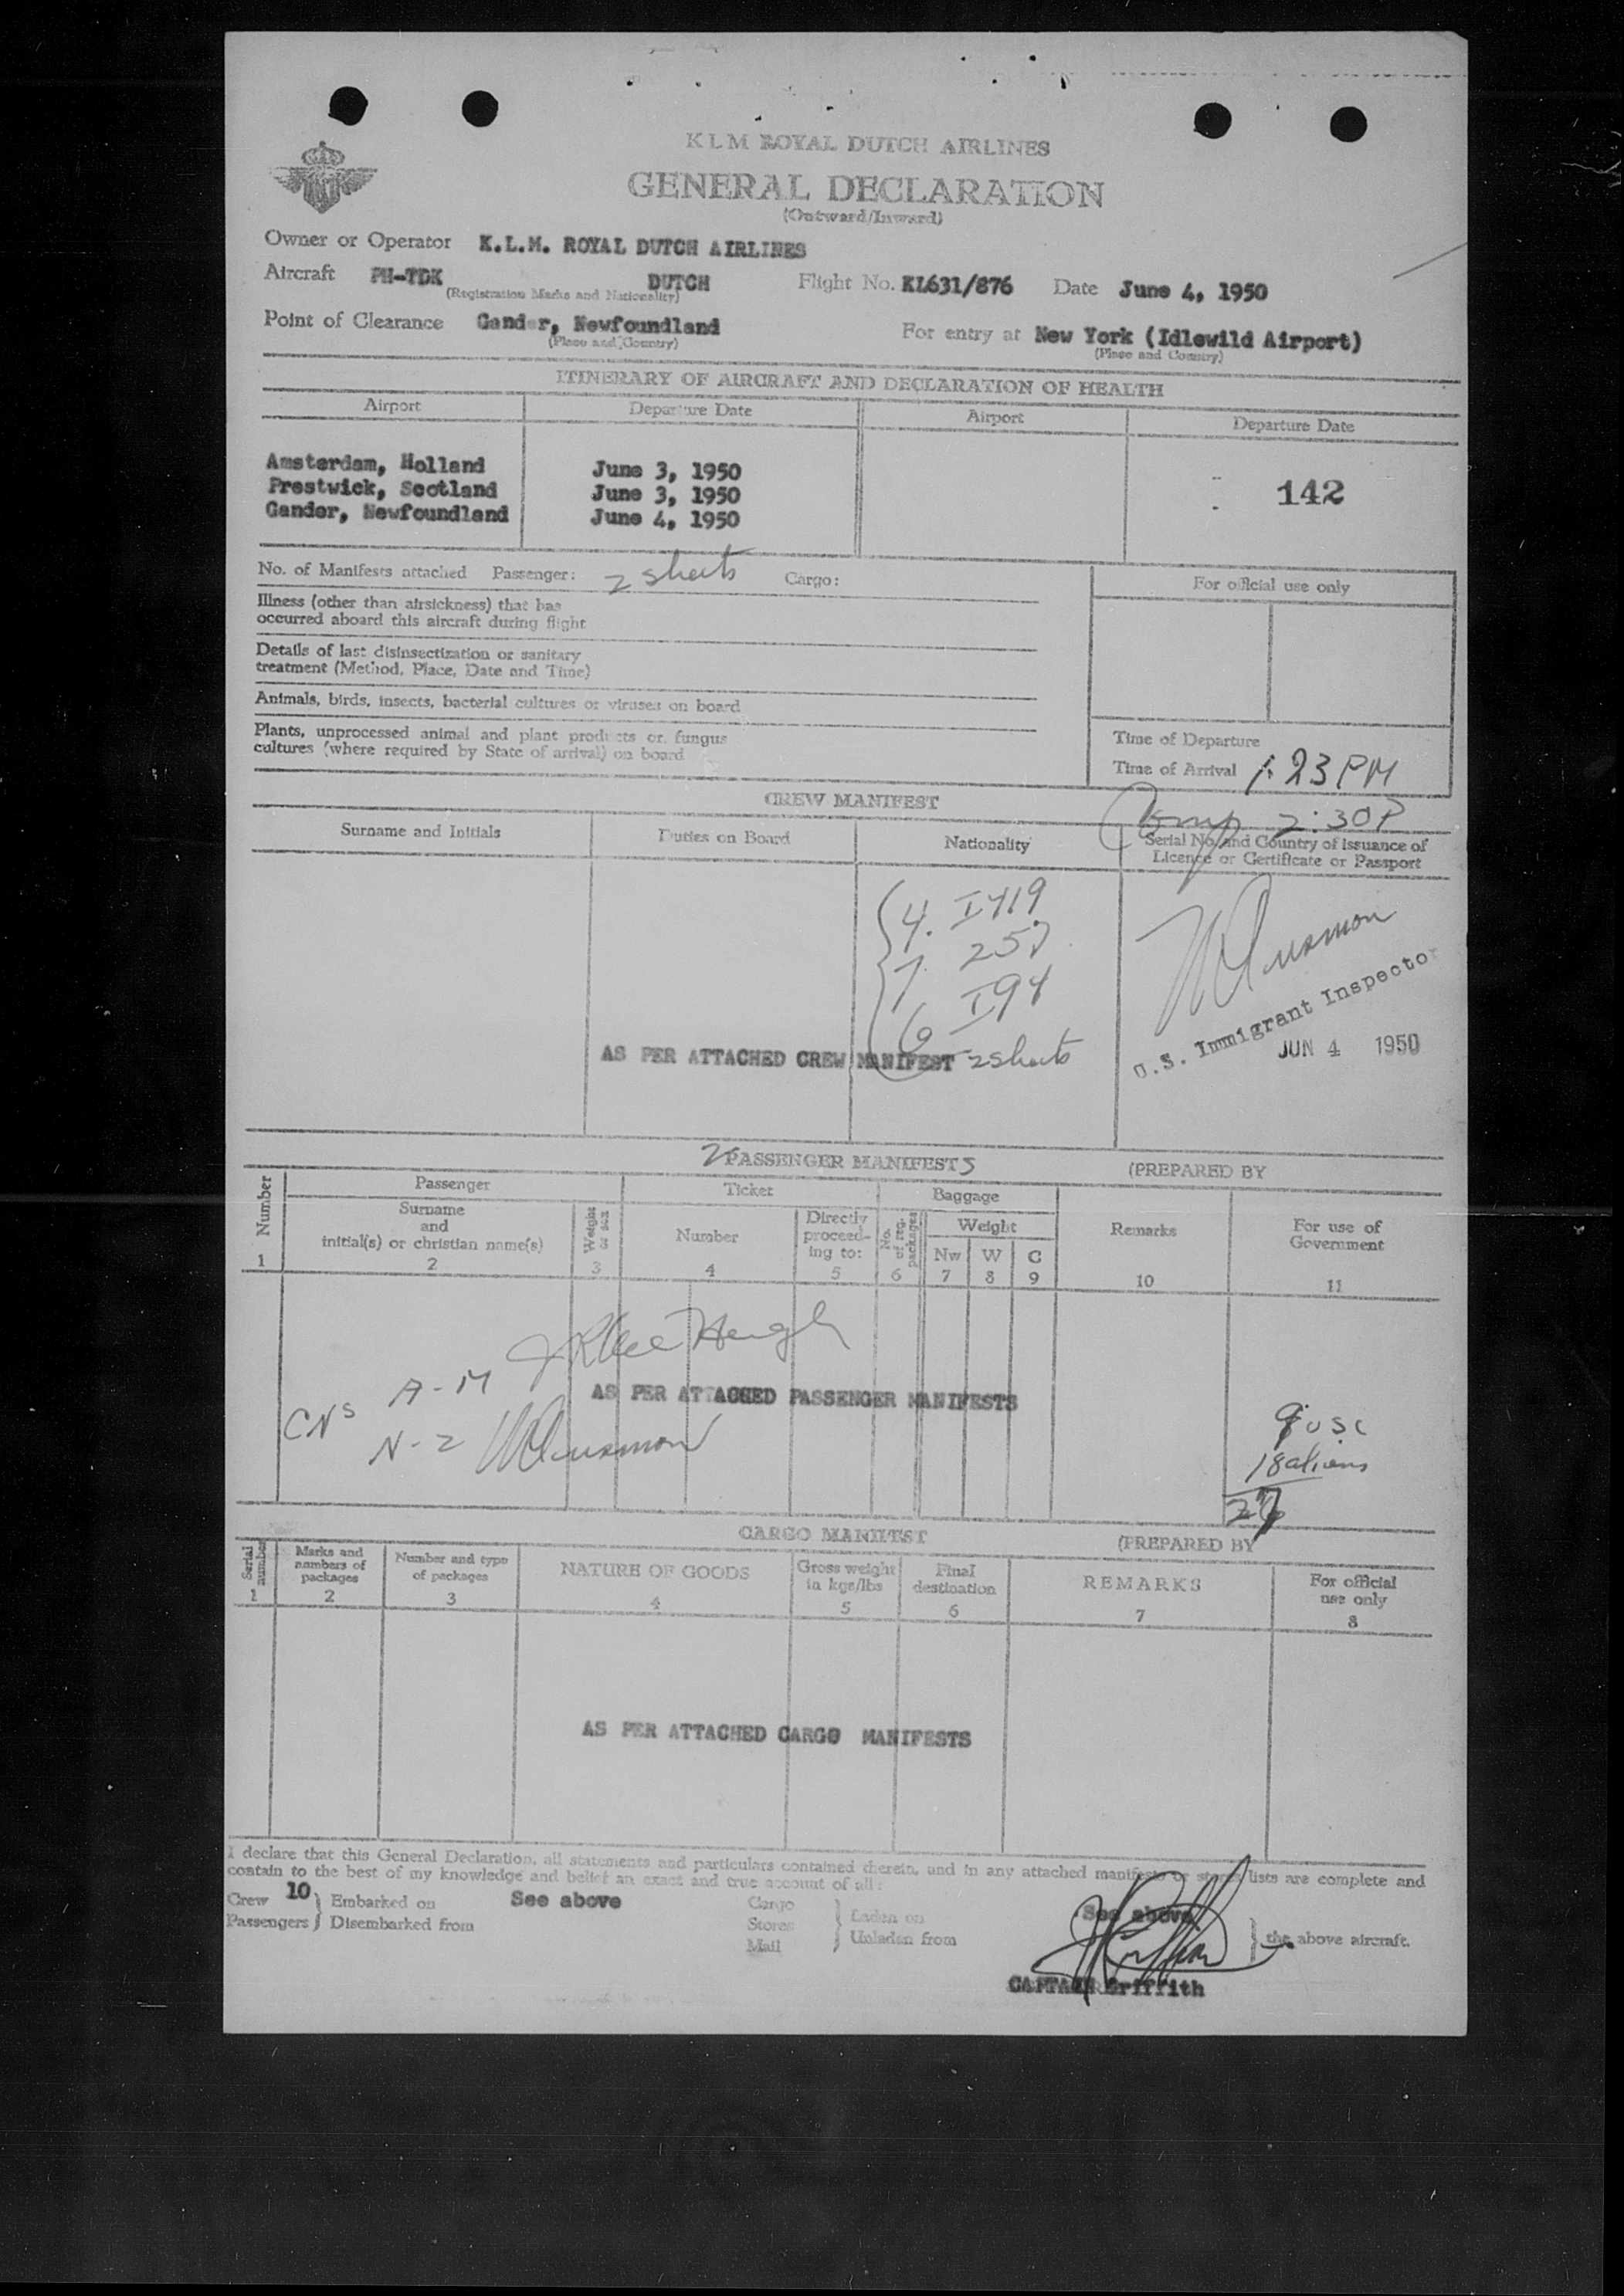 KLM ROYAL DUTCH AIRLINES
GENERAL DECLARATION
(Outward/Inward)
Owner or Operator K.L.M. ROYAL DUTCH AIRLINES
Aircraft PH-TDK DUTCH Flight No. KL631/876 Date June 4, 1950
(Registration Marks and Nationality)
Point of Clearance Gander, Newfoundland For entry at New York (Idlewild Airport)
(Place and Country) (Place and Country)
ITINERARY OF AIRCRAFT AND DECLARATION OF HEALTH
Airport Departure Date Airport Departure Date
Amsterdam, Holland June 3, 1950
Prestwick, Scotland June 3, 1950 142
Gander, Newfoundland June 4, 1950
No. of Manifests attached Passenger: 2 sheets Cargo: For official use only
Illness (other than airsickness) that has
occurred aboard this aircraft during flight
Details of last disinsectization or sanitary
treatment (Method, Place, Date and Time)
Animals, birds, insects, bacterial cultures or viruses on board
Plants, unprocessed animal and plant products or fungus
cultures (where required by State of arrival) on board
Time of Departure
Time of Arrival 1:23 PM
CREW MANIFEST
2:30P
Surname and Initials Duties on Board Nationality Serial No. and Country of Issuance of
Licence or Certificate or Passport
4. I419
7. 257
6 I94
U.S. Immigrant Inspector
JUN 4 1950
AS PER ATTACHED CREW MANIFEST - 2 sheets
2 PASSENGER MANIFESTS (PREPARED BY
Number Passenger Ticket Baggage Remarks For use of
Government
Surname
and
initial(s) or christian name(s) Weight
or sex Number Directly
proceed-
ing to: No.
of reg.
packages Weight
Nw W C
1 2 3 4 5 6 7 8 9 10 11
A-M
AS PER ATTACHED PASSENGER MANIFESTS
CNs N-Z
9 USC
18 aliens
27
CARGO MANIFEST (PREPARED BY
Serial
number Marks and
numbers of
packages Number and type
of packages NATURE OF GOODS Gross weight
in kgs/lbs Final
destination REMARKS For official
use only
1 2 3 4 5 6 7 8
AS PER ATTACHED CARGO MANIFESTS
I declare that this General Declaration, all statements and particulars contained therein, and in any attached manifests or stores lists are complete and
contain to the best of my knowledge and belief an exact and true account of all:
Crew 10 Embarked on See above Cargo Laden on See above
Passengers Disembarked from Stores Unladen from the above aircraft.
Mail
CAPTAIN Griffith